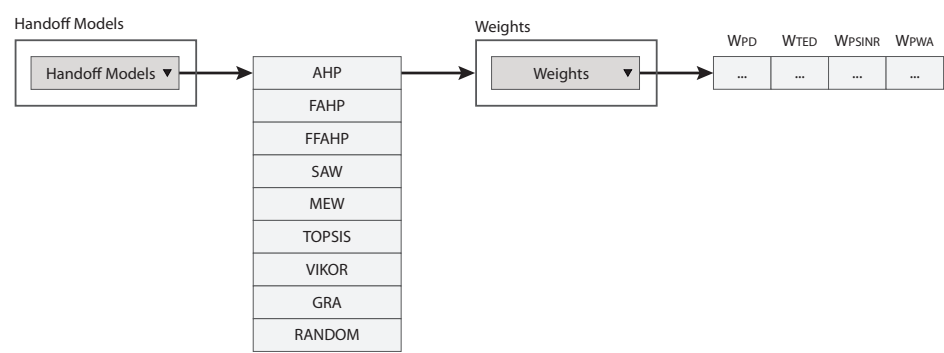 Handoff Models
Weights
WPD WTED WPSINR WPWA
Handoff Models ▼
AHP
Weights ▼
... ... ... ...
FAHP
FFAHP
SAW
MEW
TOPSIS
VIKOR
GRA
RANDOM